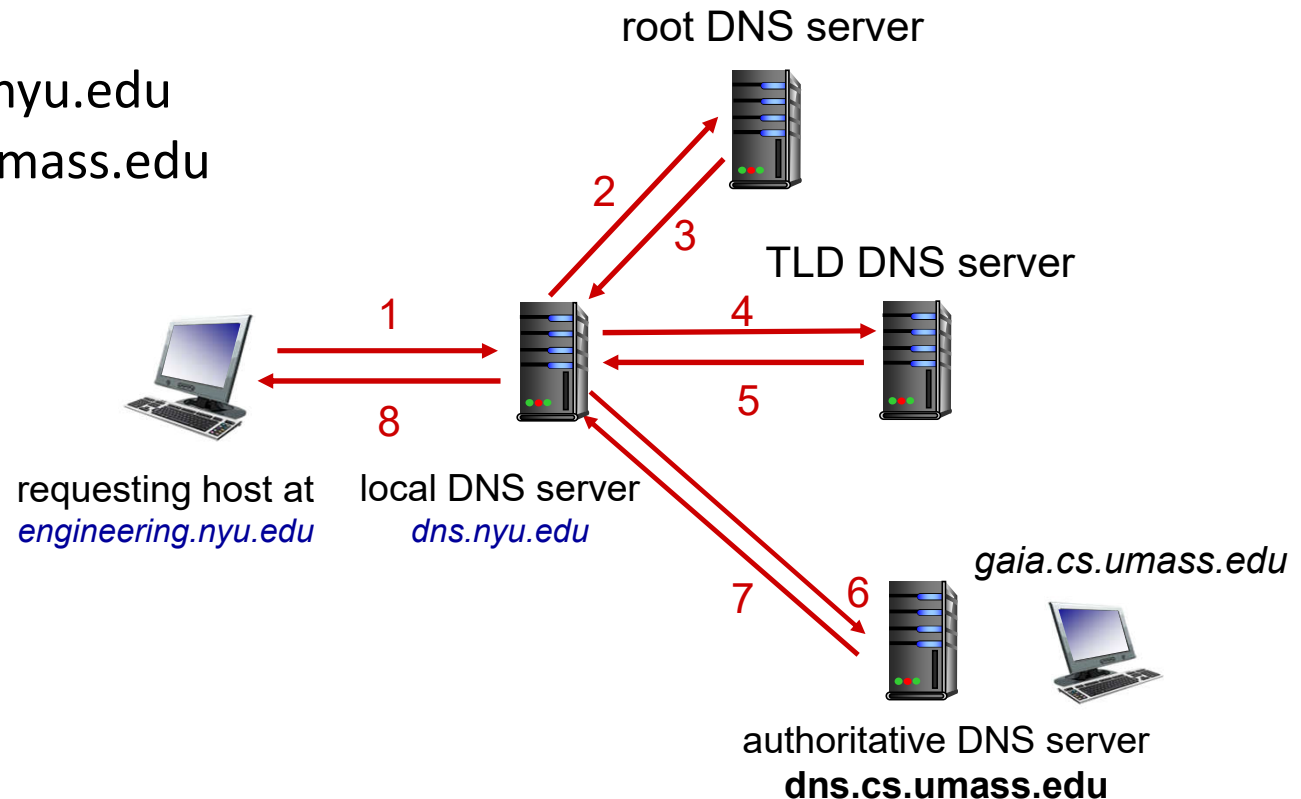 root DNS server
nyu.edu
mass.edu
2
3
TLD DNS server
1
4
5
8
requesting host at
engineering.nyu.edu
local DNS server
dns.nyu.edu
gaia.cs.umass.edu
7
6
authoritative DNS server
dns.cs.umass.edu